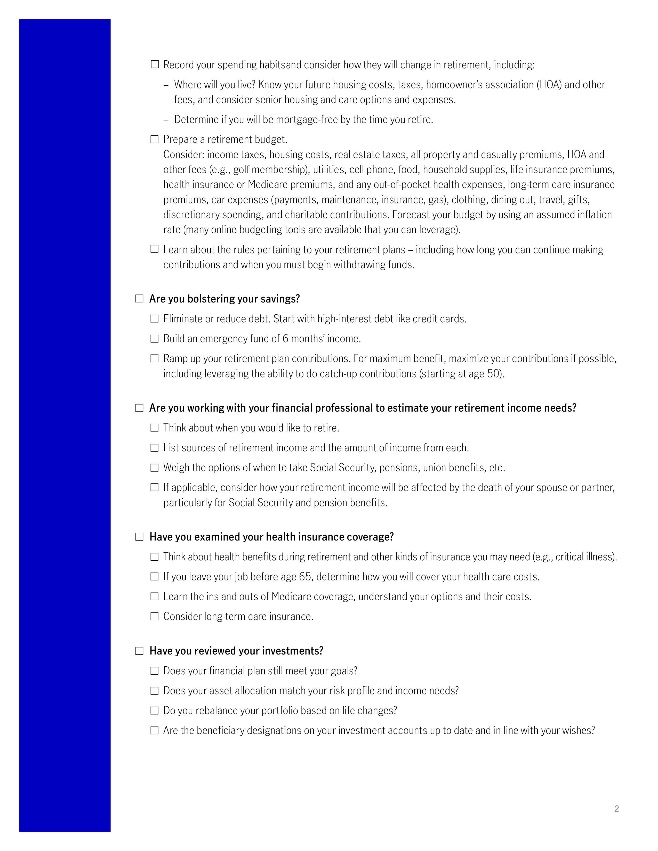 ☐ Record your spending habitsand consider how they will change in retirement, including:
– Where will you live? Know your future housing costs, taxes, homeowner's association (HOA) and other
fees, and consider senior housing and care options and expenses.
– Determine if you will be mortgage-free by the time you retire.
☐ Prepare a retirement budget.
Consider: income taxes, housing costs, real estate taxes, all property and casualty premiums, HOA and
other fees (e.g., golf membership), utilities, cell phone, food, household supplies, life insurance premiums,
health insurance or Medicare premiums, and any out-of-pocket health expenses, long-term care insurance
premiums, car expenses (payments, maintenance, insurance, gas), clothing, dining out, travel, gifts,
discretionary spending, and charitable contributions. Forecast your budget by using an assumed inflation
rate (many online budgeting tools are available that you can leverage).
☐ Learn about the rules pertaining to your retirement plans – including how long you can continue making
contributions and when you must begin withdrawing funds.
☐ Are you bolstering your savings?
☐ Eliminate or reduce debt. Start with high-interest debt like credit cards.
☐ Build an emergency fund of 6 months' income.
☐ Ramp up your retirement plan contributions. For maximum benefit, maximize your contributions if possible,
including leveraging the ability to do catch-up contributions (starting at age 50).
☐ Are you working with your financial professional to estimate your retirement income needs?
☐ Think about when you would like to retire.
☐ List sources of retirement income and the amount of income from each.
☐ Weigh the options of when to take Social Security, pensions, union benefits, etc.
☐ If applicable, consider how your retirement income will be affected by the death of your spouse or partner,
particularly for Social Security and pension benefits.
☐ Have you examined your health insurance coverage?
☐ Think about health benefits during retirement and other kinds of insurance you may need (e.g., critical illness).
☐ If you leave your job before age 65, determine how you will cover your health care costs.
☐ Learn the ins and outs of Medicare coverage, understand your options and their costs.
☐ Consider long term care insurance.
☐ Have you reviewed your investments?
☐ Does your financial plan still meet your goals?
☐ Does your asset allocation match your risk profile and income needs?
☐ Do you rebalance your portfolio based on life changes?
☐ Are the beneficiary designations on your investment accounts up to date and in line with your wishes?
2